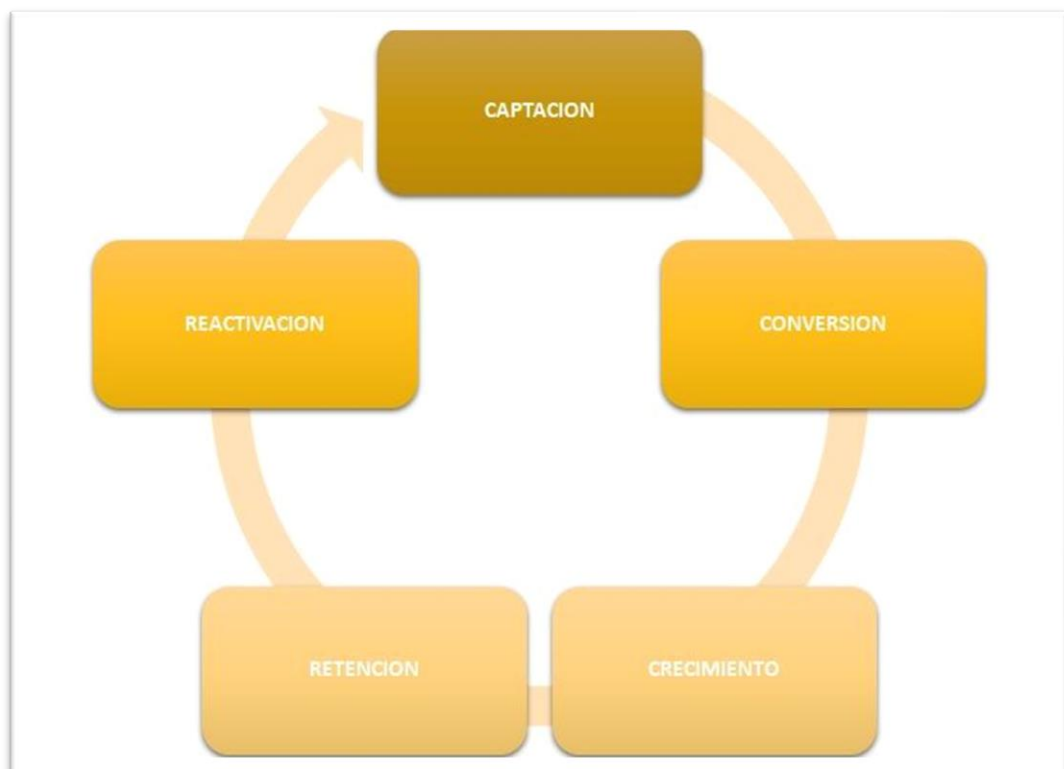 CAPTACION
CONVERSION
CRECIMIENTO
RETENCION
REACTIVACION